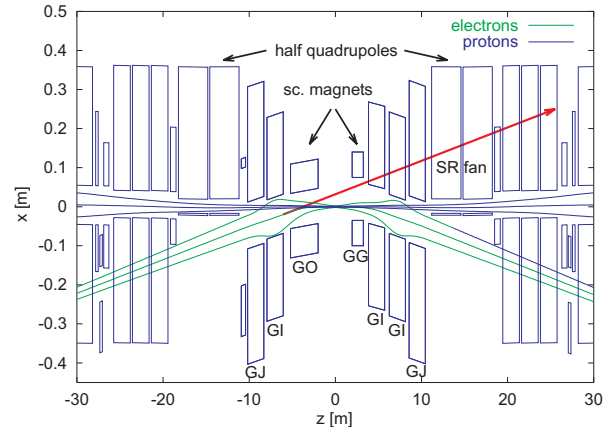 0.5
0.4
0.3
0.2
0.1
0
-0.1
-0.2
-0.3
-0.4
x [m]
electrons
protons
half quadrupoles
sc. magnets
SR fan
GO
GG
GI
GI
GI
GJ
GJ
-30
-20
-10
0
10
20
30
z [m]